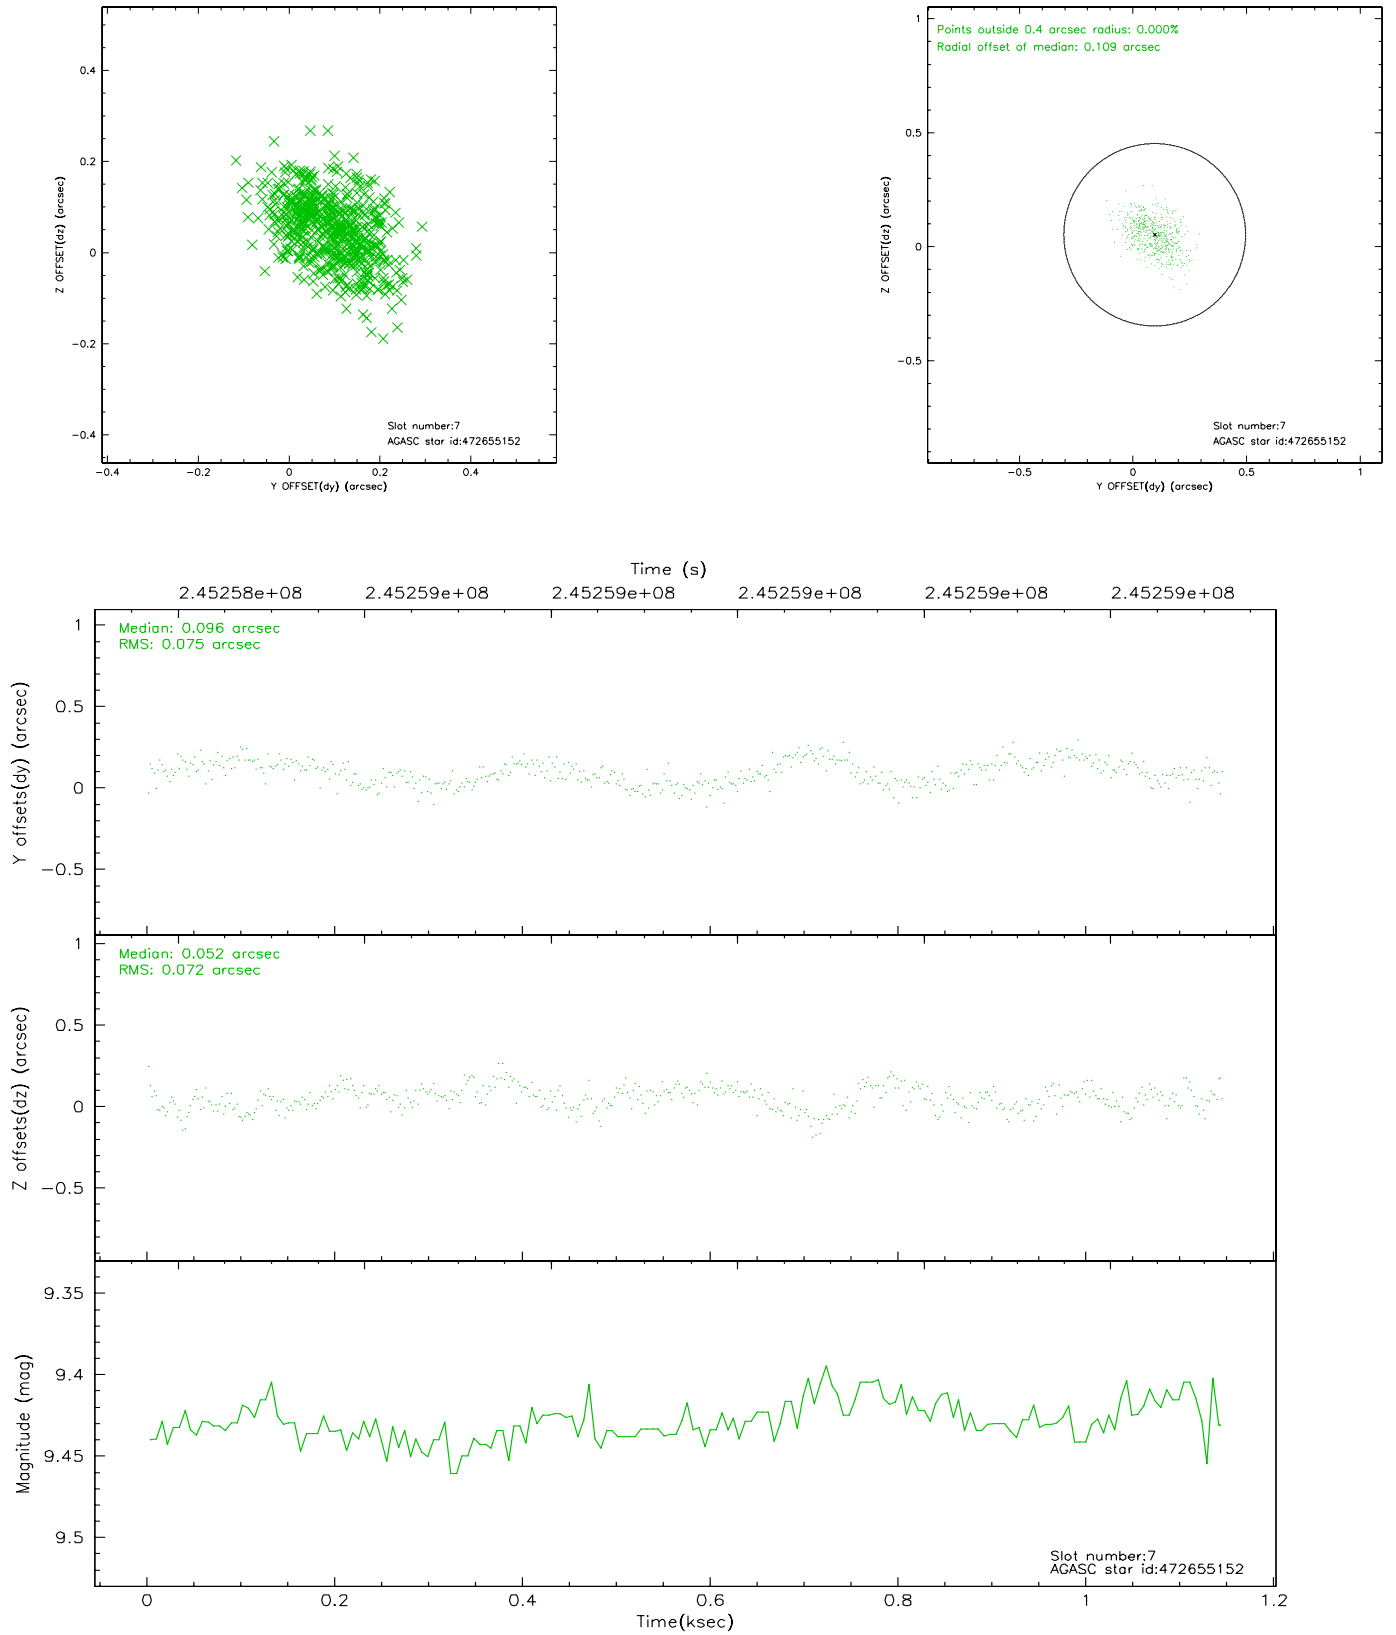 0.4
0.2
0
−0.2
−0.4
Z OFFSET(dz) (arcsec)
Slot number:7
AGASC star id:472655152
−0.4
−0.2
0
0.2
0.4
Y OFFSET(dy) (arcsec)
Points outside 0.4 arcsec radius: 0.000%
Radial offset of median: 0.109 arcsec
1
0.5
0
−0.5
Z OFFSET(dz) (arcsec)
Slot number:7
AGASC star id:472655152
−0.5
0
0.5
1
Y OFFSET(dy) (arcsec)
Time (s)
2.45258e+08
2.45259e+08
2.45259e+08
2.45259e+08
2.45259e+08
2.45259e+08
Median: 0.096 arcsec
RMS: 0.075 arcsec
1
0.5
0
−0.5
Y offsets(dy) (arcsec)
Median: 0.052 arcsec
RMS: 0.072 arcsec
1
0.5
0
−0.5
Z offsets(dz) (arcsec)
9.35
9.4
9.45
9.5
Magnitude (mag)
Slot number:7
AGASC star id:472655152
0
0.2
0.4
0.6
0.8
1
1.2
Time(ksec)